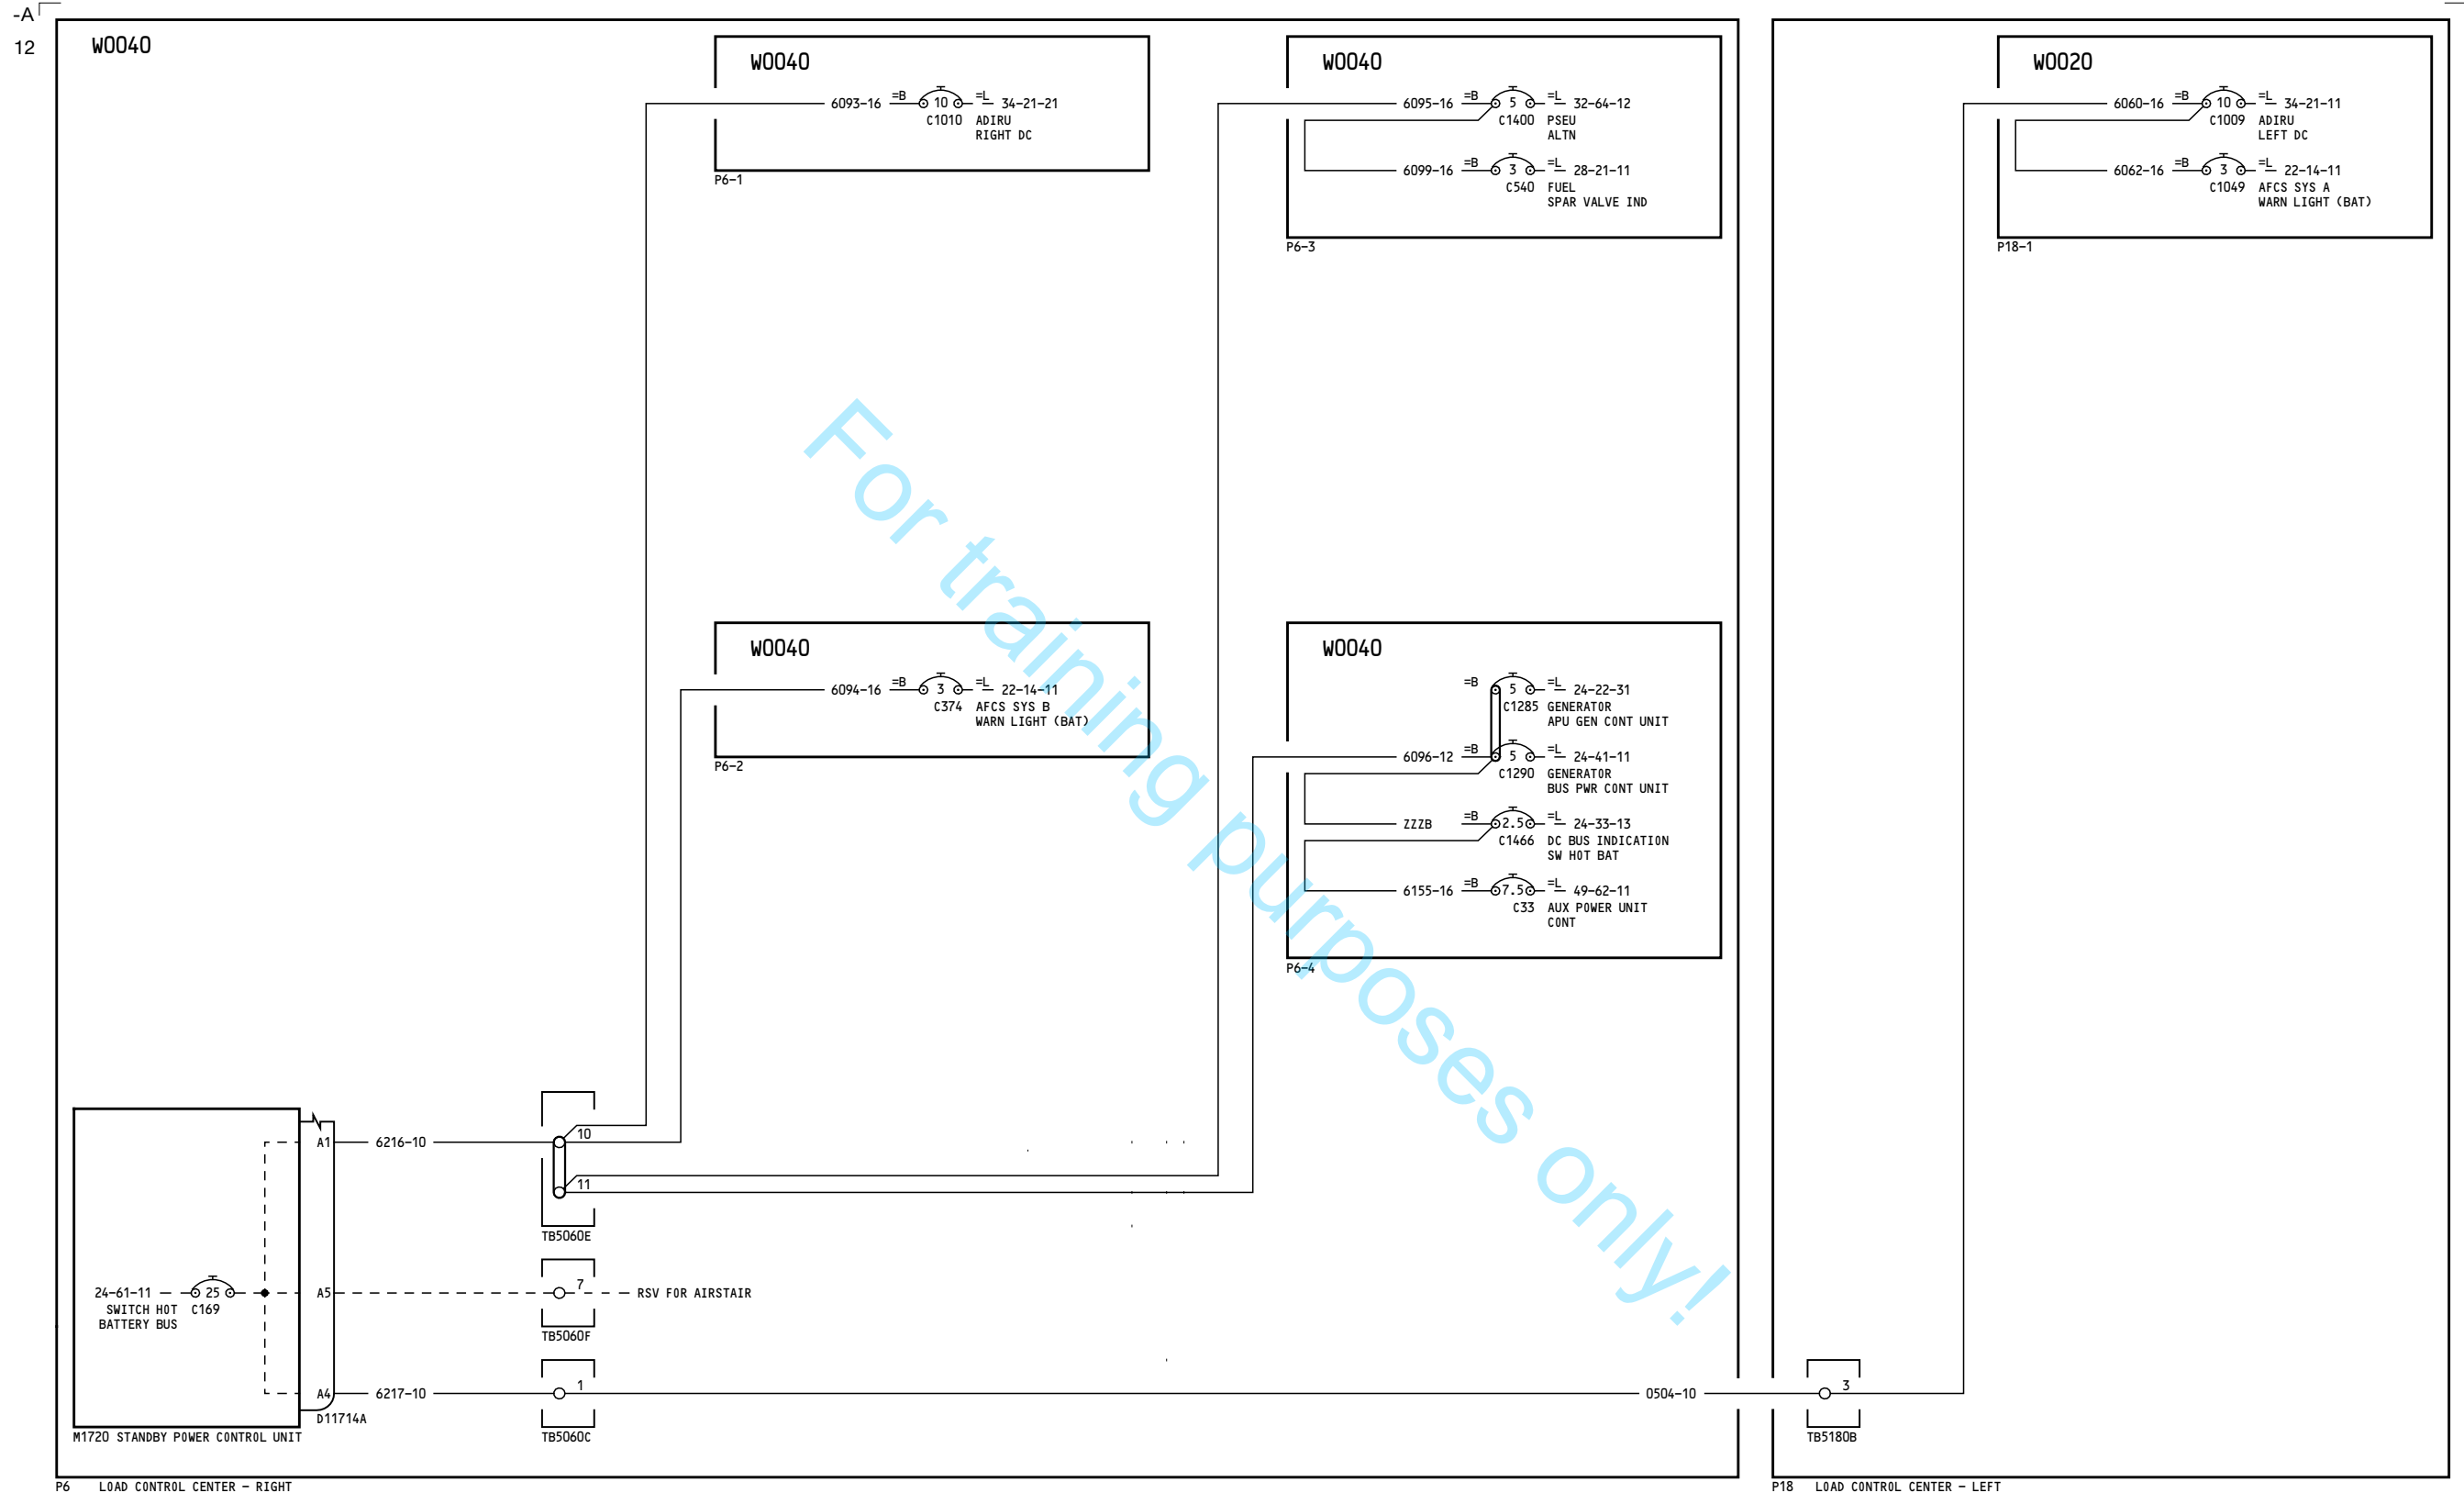 -A
12
W0040
W0040
6093-16 =B 10 =L 34-21-21
C1010 ADIRU
RIGHT DC
P6-1
W0040
6095-16 =B 5 =L 32-64-12
C1400 PSEU
ALTN
6099-16 =B 3 =L 28-21-11
C540 FUEL
SPAR VALVE IND
P6-3
W0020
6060-16 =B 10 =L 34-21-11
C1009 ADIRU
LEFT DC
6062-16 =B 3 =L 22-14-11
C1049 AFCS SYS A
WARN LIGHT (BAT)
P18-1
W0040
6094-16 =B 3 =L 22-14-11
C374 AFCS SYS B
WARN LIGHT (BAT)
P6-2
W0040
=B 5 =L 24-22-31
C1285 GENERATOR
APU GEN CONT UNIT
6096-12 =B 5 =L 24-41-11
C1290 GENERATOR
BUS PWR CONT UNIT
ZZZB =B 2.5 =L 24-33-13
C1466 DC BUS INDICATION
SW HOT BAT
6155-16 =B 7.5 =L 49-62-11
C33 AUX POWER UNIT
CONT
P6-4
For training purposes only!
A1 6216-10 10
11
TB5060E
24-61-11 25 A5 7 RSV FOR AIRSTAIR
SWITCH HOT C169
BATTERY BUS
TB5060F
A4 6217-10 1 0504-10 3
D11714A
M1720 STANDBY POWER CONTROL UNIT
TB5060C
TB5180B
P6 LOAD CONTROL CENTER - RIGHT
P18 LOAD CONTROL CENTER - LEFT